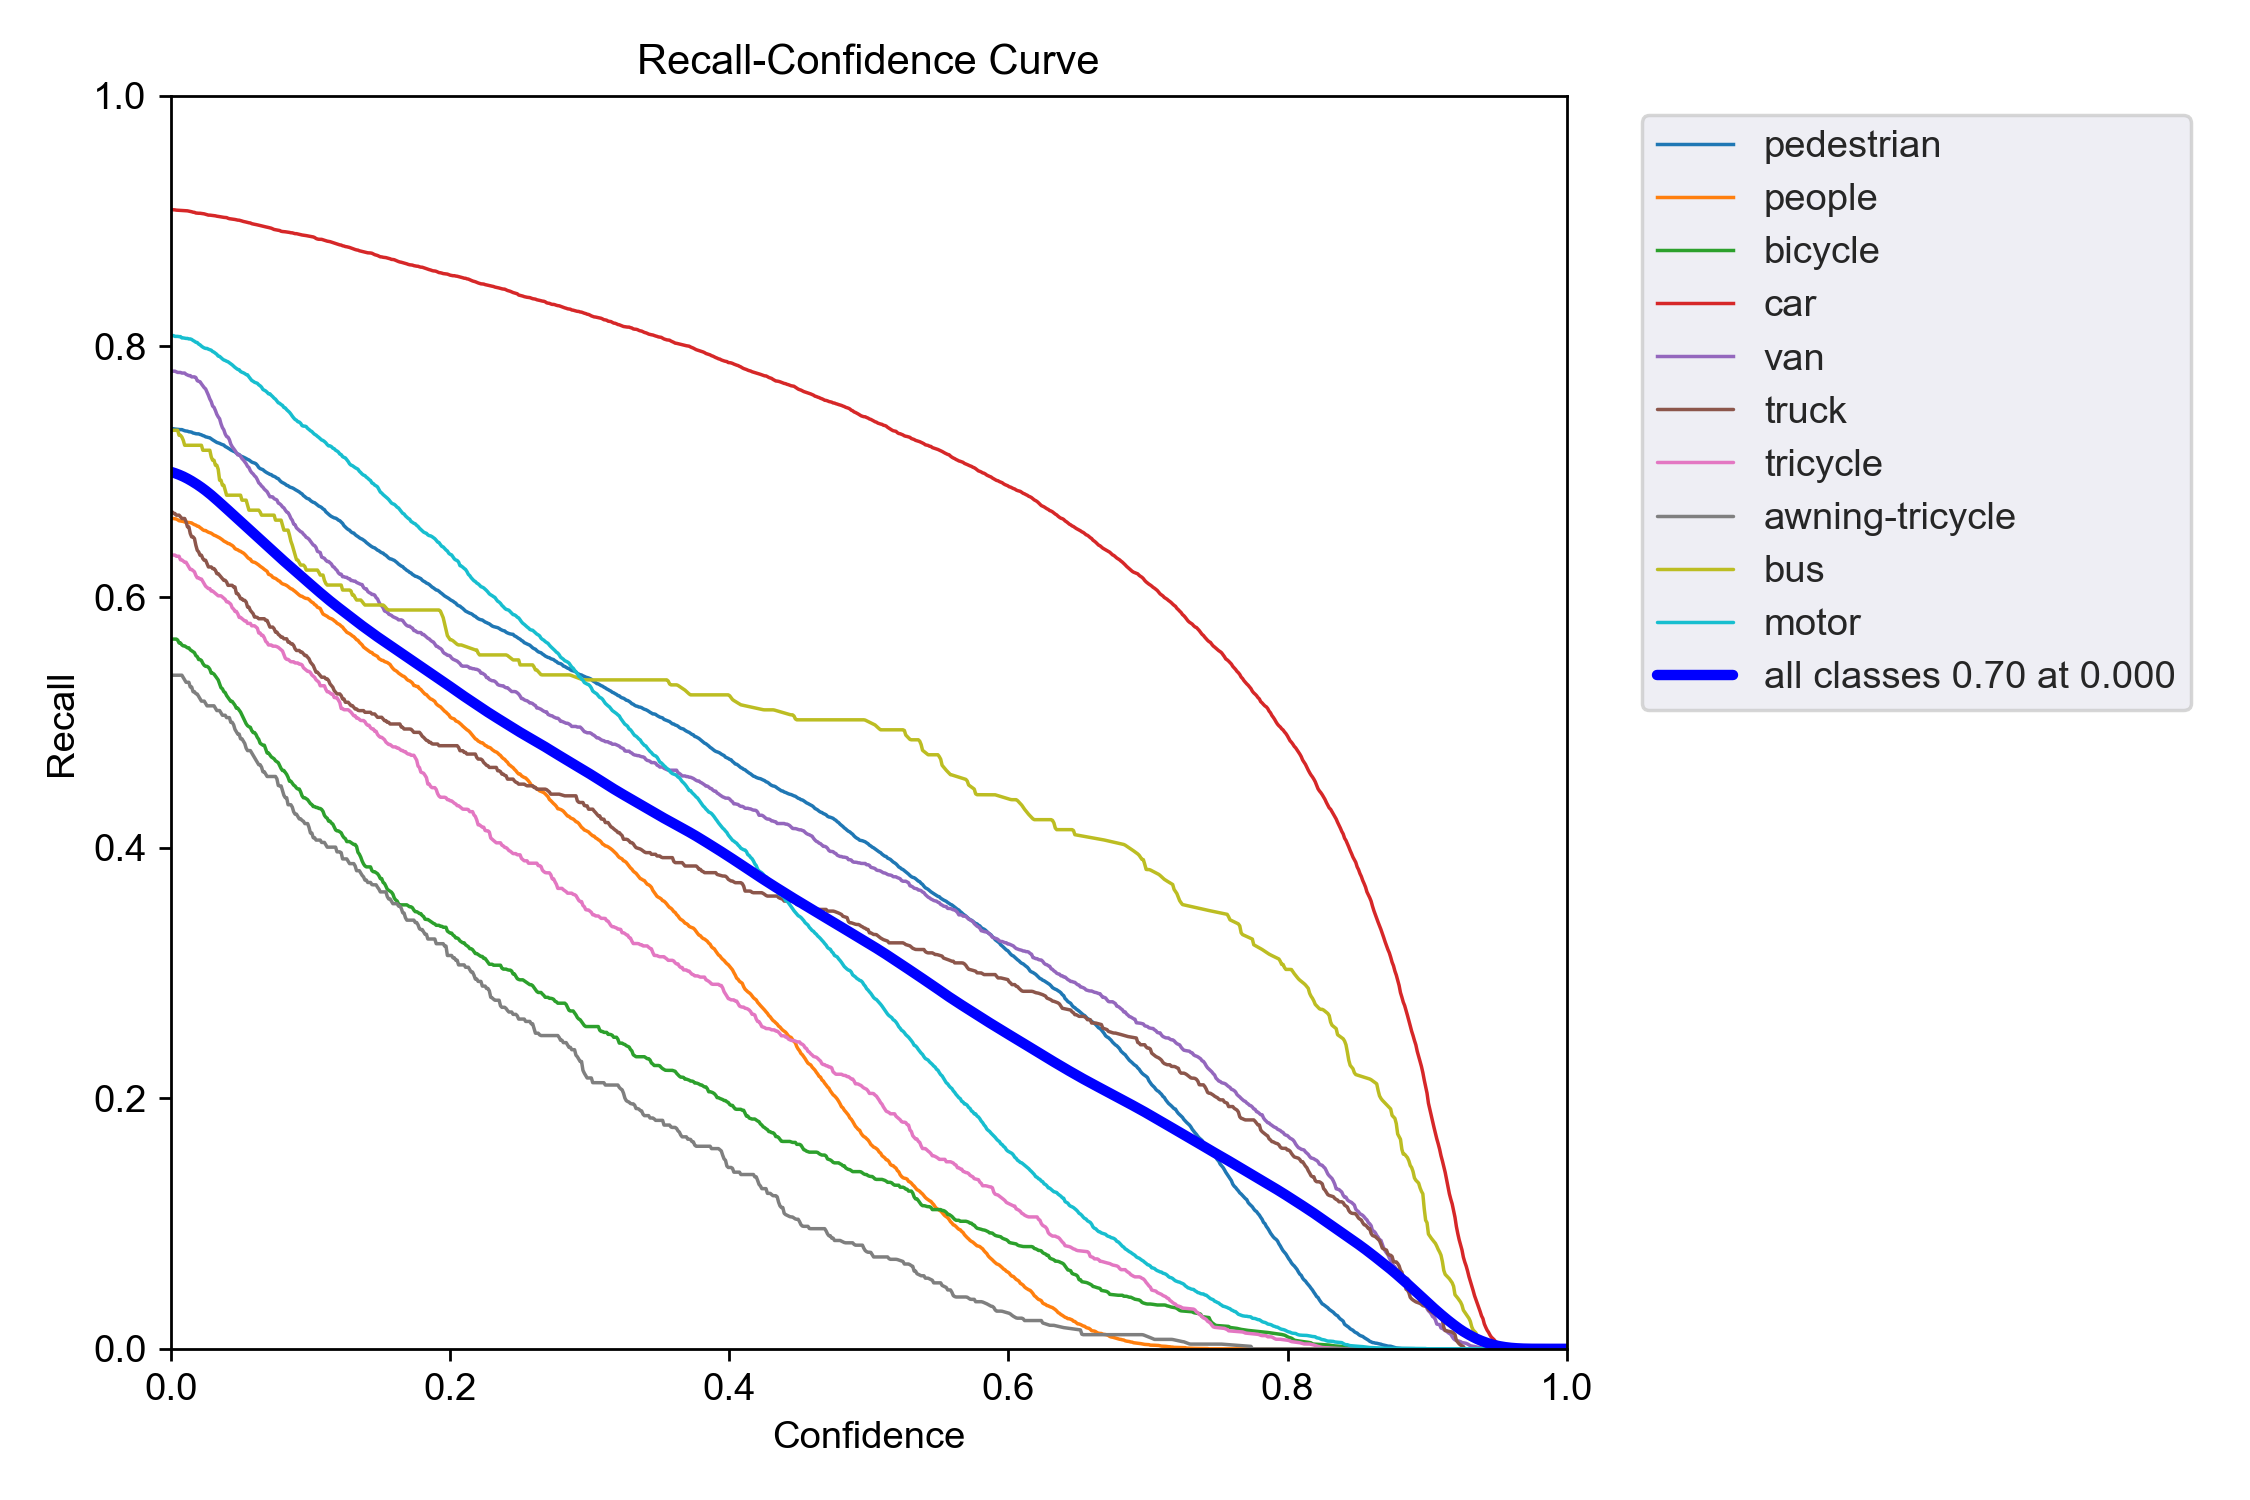 Recall-Confidence Curve
1.0
0.8
0.6
0.4
0.2
0.0
Recall
0.0 0.2 0.4 0.6 0.8 1.0
Confidence
pedestrian
people
bicycle
car
van
truck
tricycle
awning-tricycle
bus
motor
all classes 0.70 at 0.000